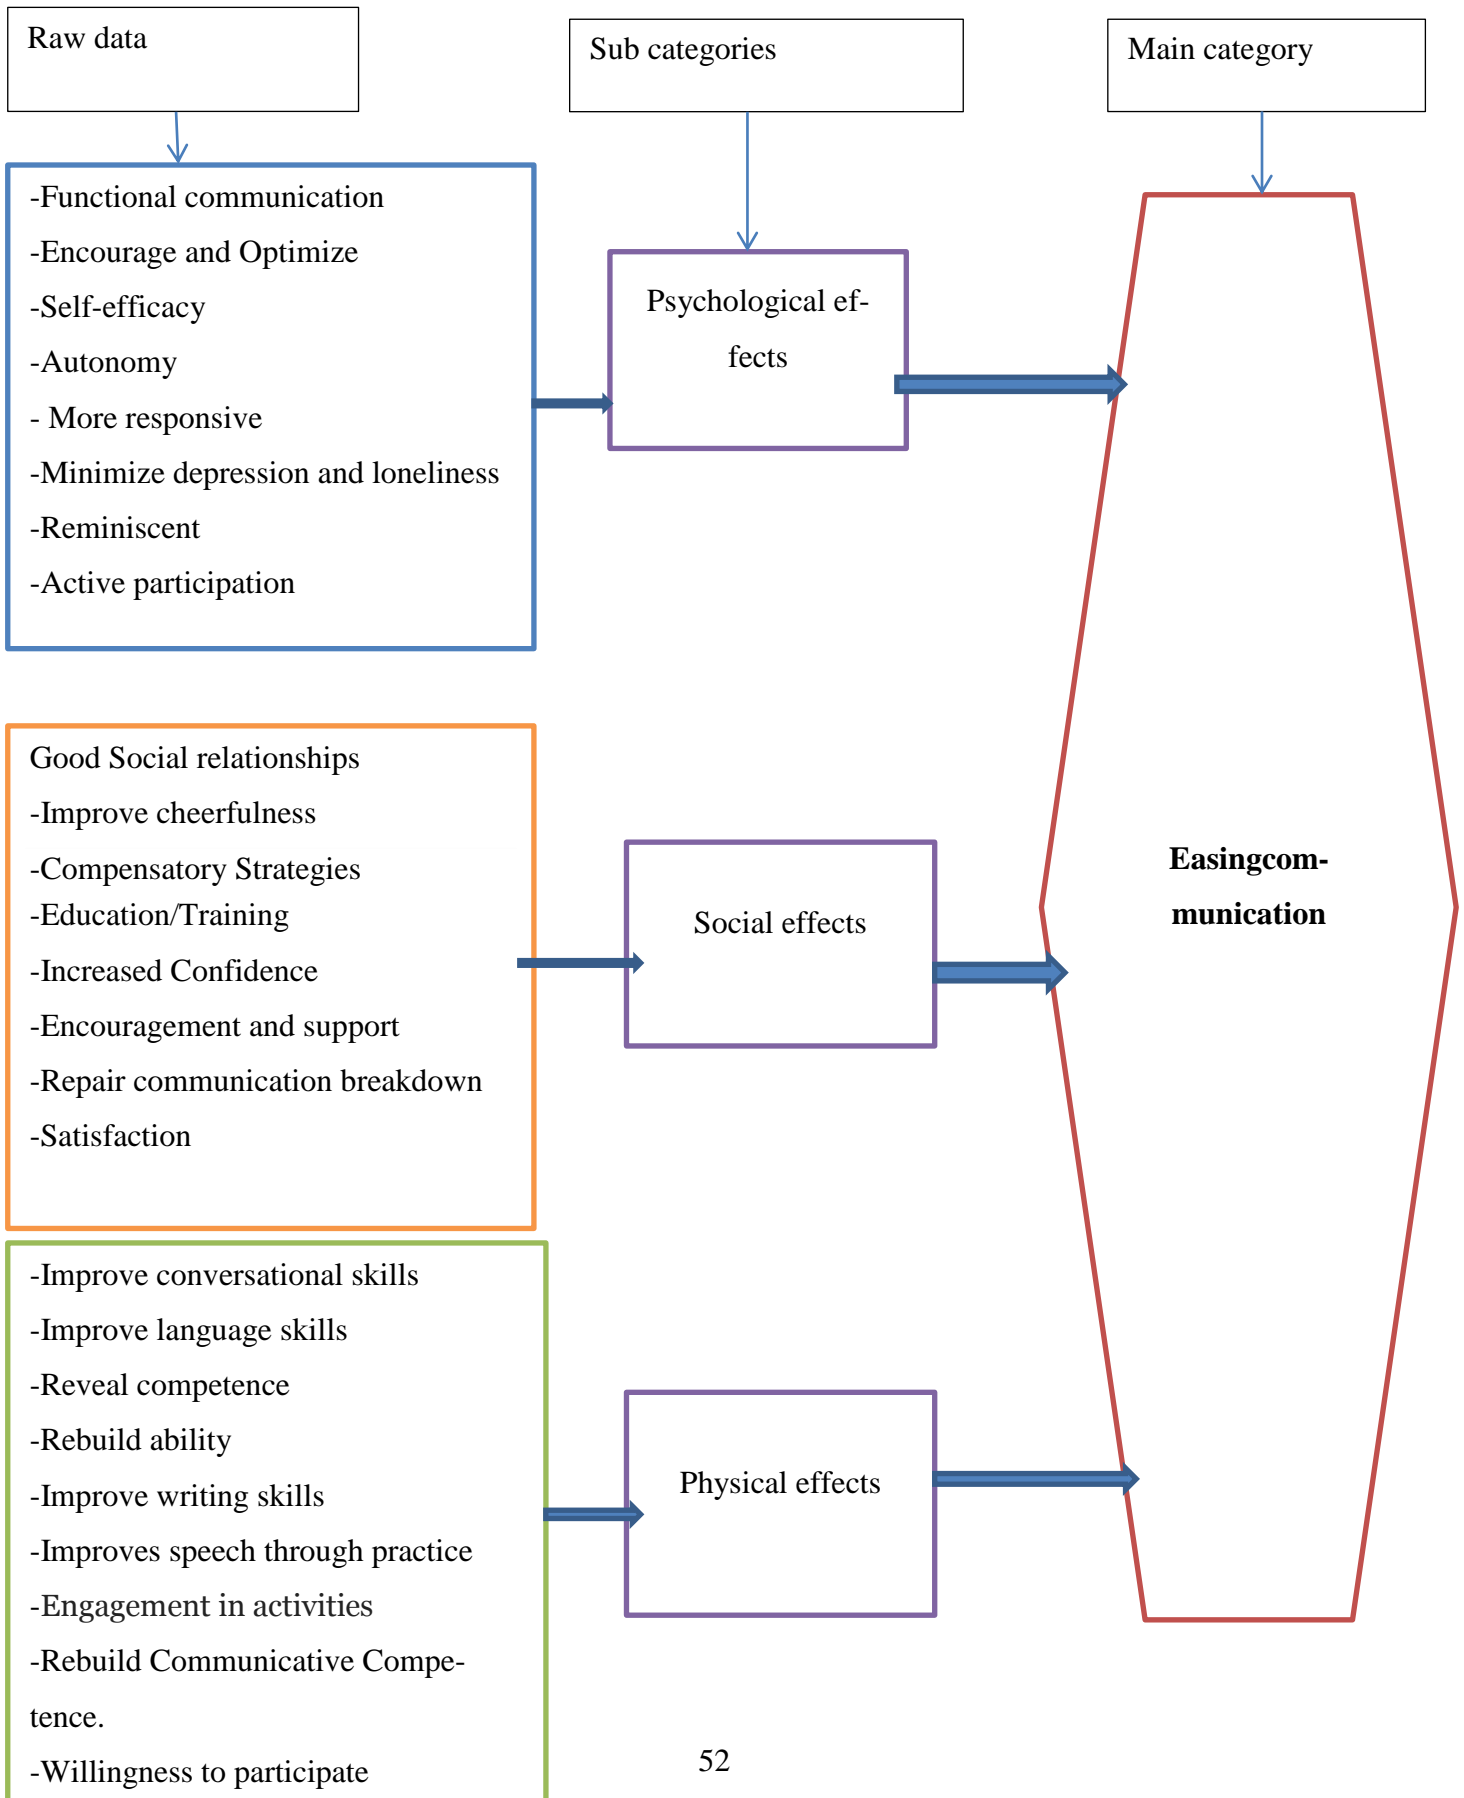 Raw data
Sub categories
Main category
-Functional communication
-Encourage and Optimize
-Self-efficacy
-Autonomy
- More responsive
-Minimize depression and loneliness
-Reminiscent
-Active participation
Psychological ef-
fects
Good Social relationships
-Improve cheerfulness
-Compensatory Strategies
-Education/Training
-Increased Confidence
-Encouragement and support
-Repair communication breakdown
-Satisfaction
Social effects
Easingcom-
munication
-Improve conversational skills
-Improve language skills
-Reveal competence
-Rebuild ability
-Improve writing skills
-Improves speech through practice
-Engagement in activities
-Rebuild Communicative Compe-
tence.
-Willingness to participate
Physical effects
52